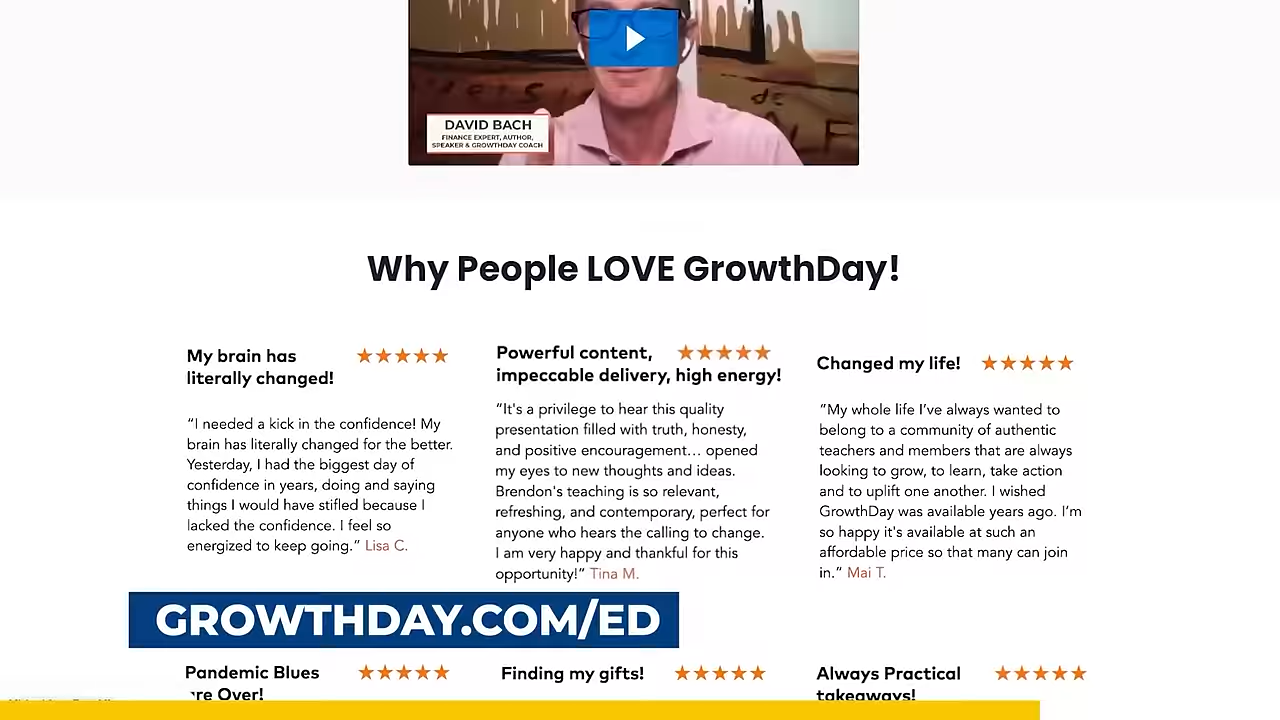 DAVID BACH
FINANCE EXPERT, AUTHOR,
SPEAKER & GROWTHDAY COACH
Why People LOVE GrowthDay!
My brain has
literally changed!
“I needed a kick in the confidence! My
brain has literally changed for the better.
Yesterday, I had the biggest day of
confidence in years, doing and saying
things I would have stifled because I
lacked the confidence. I feel so
energized to keep going.” Lisa C.
Powerful content,
impeccable delivery, high energy!
“It's a privilege to hear this quality
presentation filled with truth, honesty,
and positive encouragement... opened
my eyes to new thoughts and ideas.
Brendon's teaching is so relevant,
refreshing, and contemporary, perfect for
anyone who hears the calling to change.
I am very happy and thankful for this
opportunity!” Tina M.
Changed my life!
“My whole life I’ve always wanted to
belong to a community of authentic
teachers and members that are always
looking to grow, to learn, take action
and to uplift one another. I wished
GrowthDay was available years ago. I’m
so happy it's available at such an
affordable price so that many can join
in.” Mai T.
GROWTHDAY.COM/ED
Pandemic Blues
are Over!
Finding my gifts!
Always Practical
takeaways!